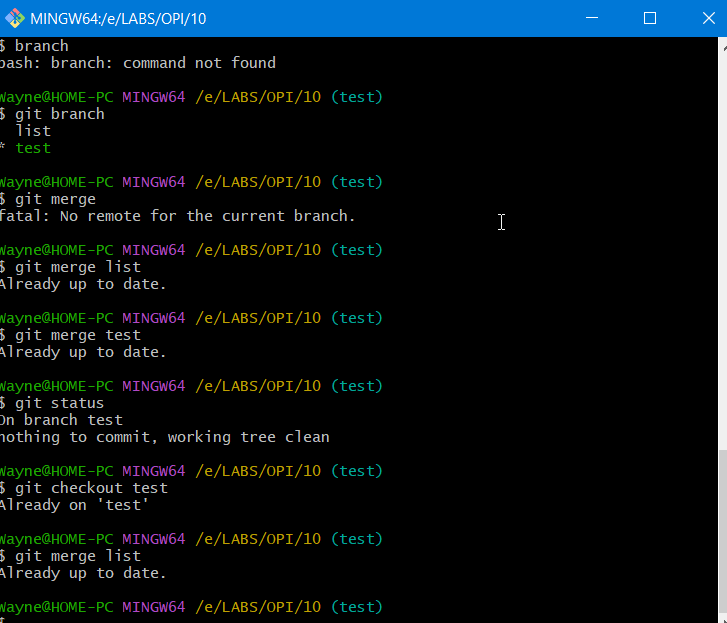 MINGW64:/e/LABS/OPI/10
$ branch
bash: branch: command not found
Wayne@HOME-PC MINGW64 /e/LABS/OPI/10 (test)
$ git branch
list
* test
Wayne@HOME-PC MINGW64 /e/LABS/OPI/10 (test)
$ git merge
fatal: No remote for the current branch.
Wayne@HOME-PC MINGW64 /e/LABS/OPI/10 (test)
$ git merge list
Already up to date.
Wayne@HOME-PC MINGW64 /e/LABS/OPI/10 (test)
$ git merge test
Already up to date.
Wayne@HOME-PC MINGW64 /e/LABS/OPI/10 (test)
$ git status
On branch test
nothing to commit, working tree clean
Wayne@HOME-PC MINGW64 /e/LABS/OPI/10 (test)
$ git checkout test
Already on 'test'
Wayne@HOME-PC MINGW64 /e/LABS/OPI/10 (test)
$ git merge list
Already up to date.
Wayne@HOME-PC MINGW64 /e/LABS/OPI/10 (test)
$